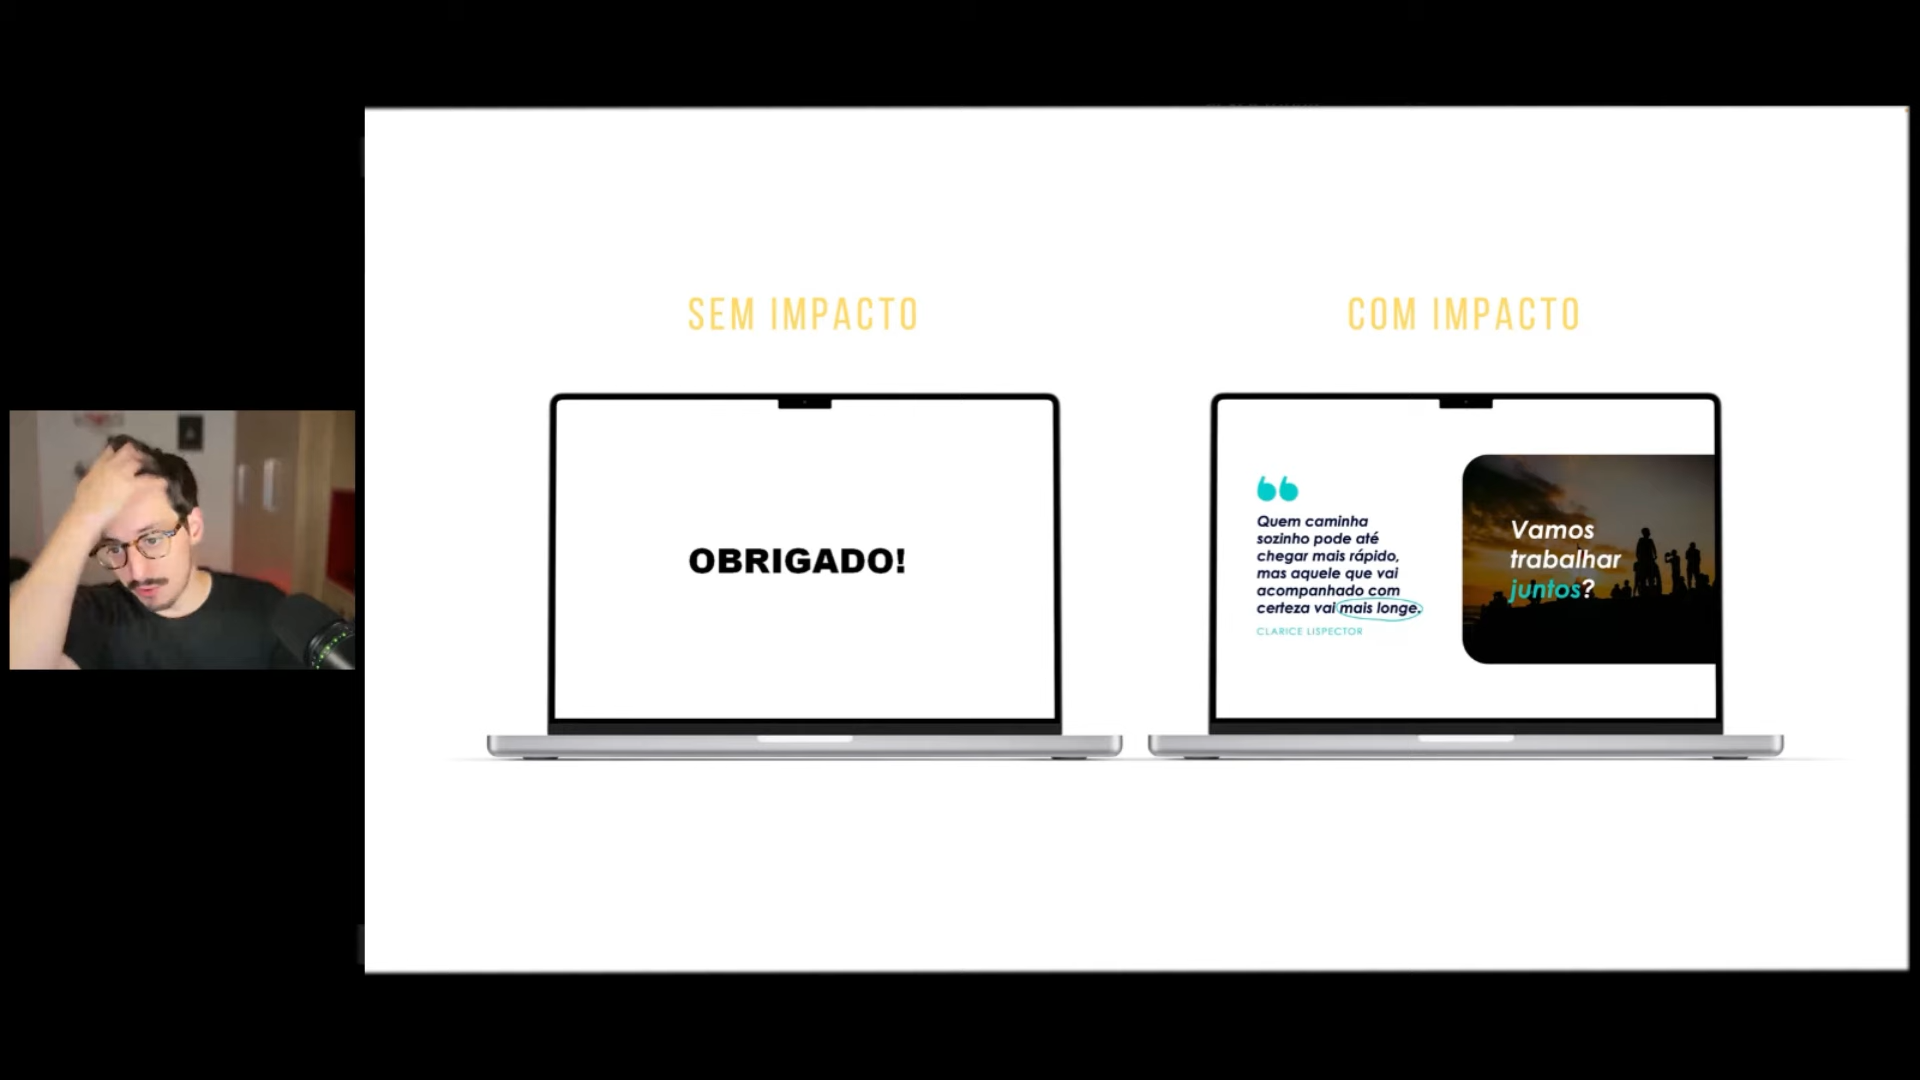 SEM IMPACTO
COM IMPACTO
OBRIGADO!
Quem caminha
sozinho pode até
chegar mais rápido,
mas aquele que vai
acompanhado com
certeza vai mais longe.
CLARICE LISPECTOR
Vamos
trabalhar
juntos?